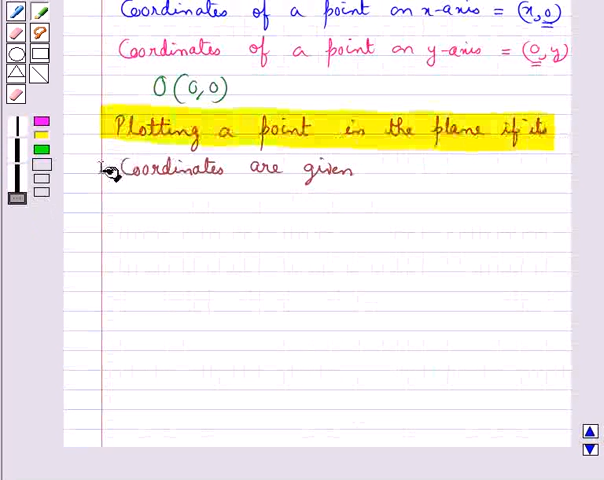 Coordinates of a point on x-axis = (x,0)
Coordinates of a point on y-axis = (0,y)
O(0,0)
Plotting a point in the plane if its
Coordinates are given